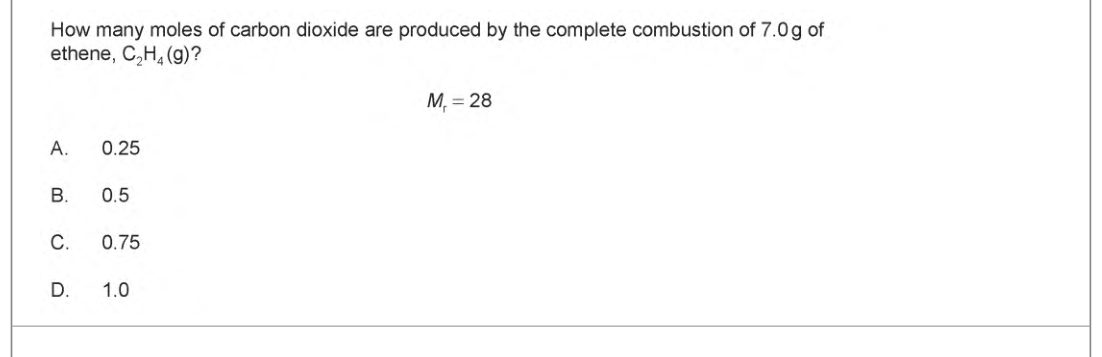 How many moles of carbon dioxide are produced by the complete combustion of 7.0 g of
ethene, C₂H₄(g)?
Mᵣ = 28
A. 0.25
B. 0.5
C. 0.75
D. 1.0